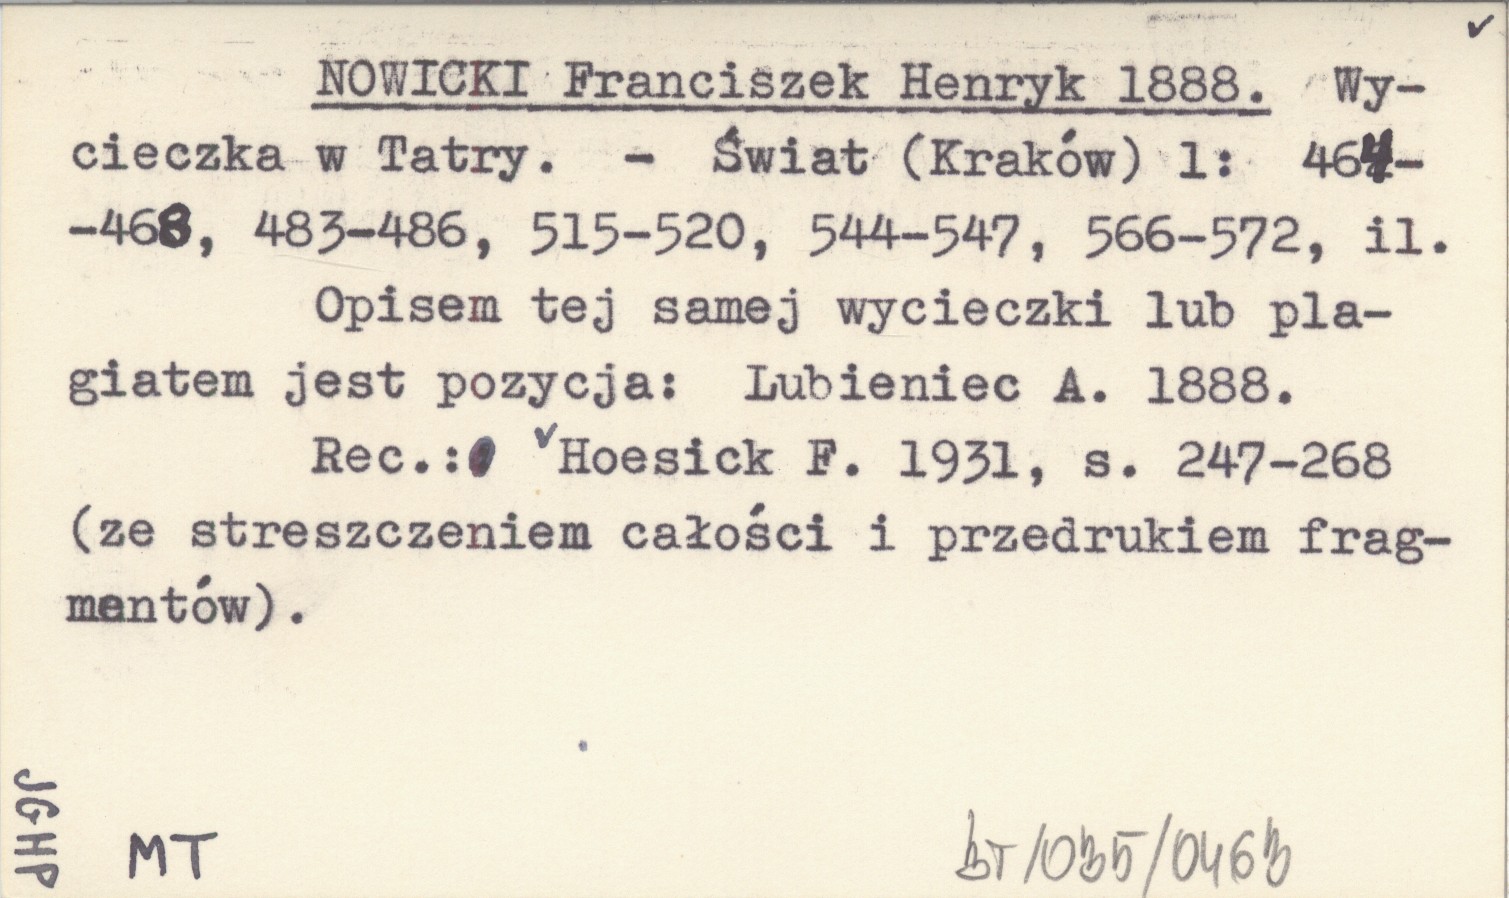 NOWICKI Franciszek Henryk 1888. Wy-
cieczka w Tatry. - Świat (Kraków) 1: 464-
-468, 483-486, 515-520, 544-547, 566-572, il.
Opisem tej samej wycieczki lub pla-
giatem jest pozycja: Lubieniec A. 1888.
Rec.: Hoesick F. 1931, s. 247-268
(ze streszczeniem całości i przedrukiem frag-
mentów).
JGHP
MT
BT/035/0463